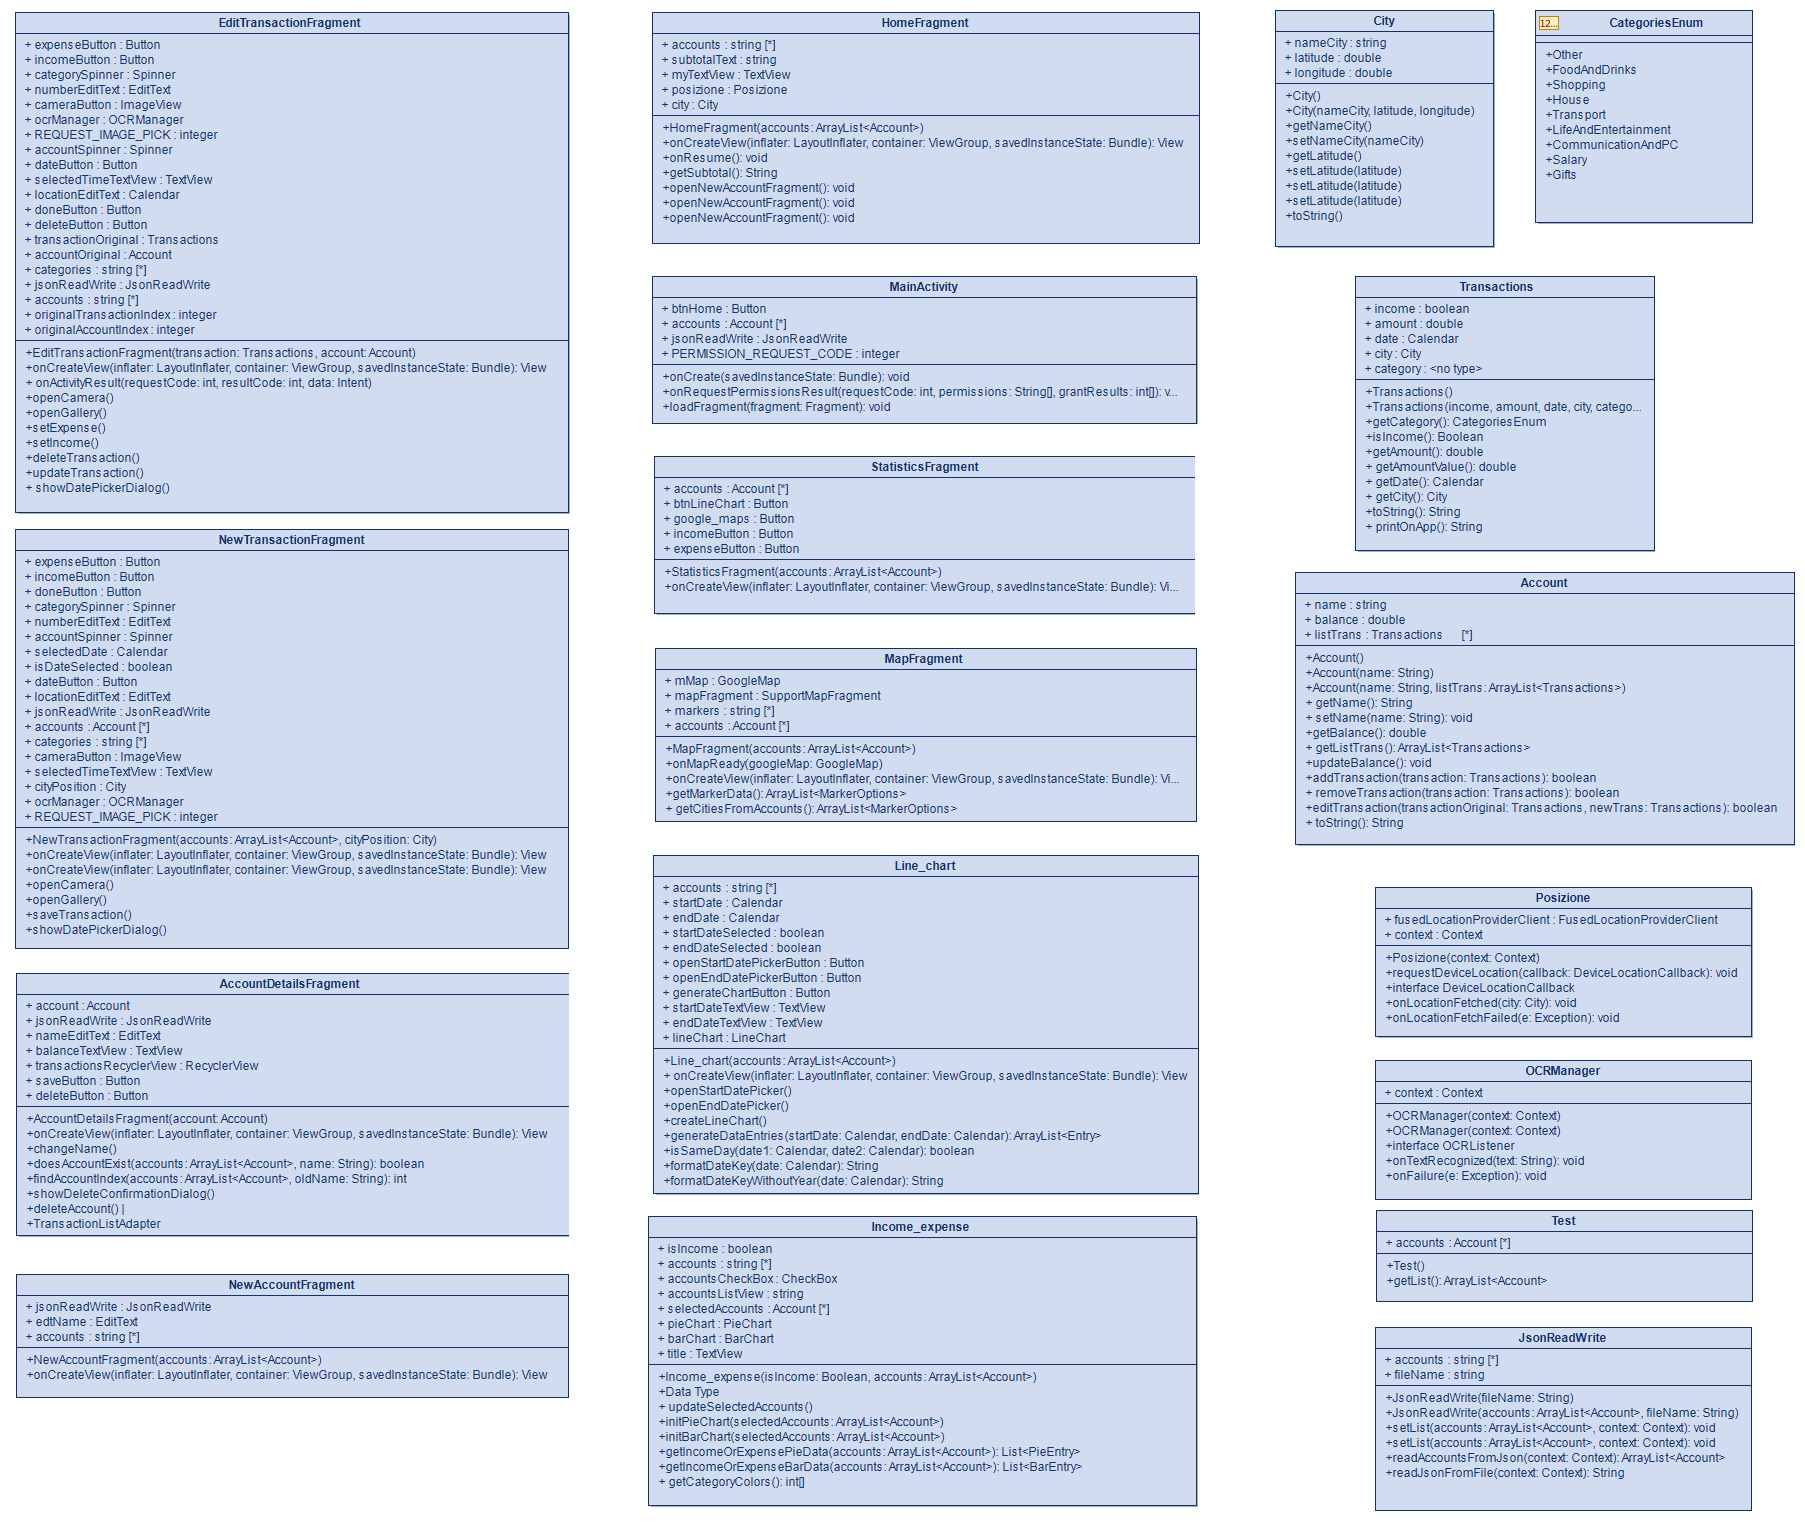 EditTransactionFragment
+ expenseButton : Button
+ incomeButton : Button
+ categorySpinner : Spinner
+ numberEditText : EditText
+ cameraButton : ImageView
+ ocrManager : OCRManager
+ REQUEST_IMAGE_PICK : integer
+ accountSpinner : Spinner
+ dateButton : Button
+ selectedTimeTextView : TextView
+ locationEditText : Calendar
+ doneButton : Button
+ deleteButton : Button
+ transactionOriginal : Transactions
+ accountOriginal : Account
+ categories : string [*]
+ jsonReadWrite : JsonReadWrite
+ accounts : string [*]
+ originalTransactionIndex : integer
+ originalAccountIndex : integer
+EditTransactionFragment(transaction: Transactions, account: Account)
+onCreateView(inflater: LayoutInflater, container: ViewGroup, savedInstanceState: Bundle): View
+ onActivityResult(requestCode: int, resultCode: int, data: Intent)
+openCamera()
+openGallery()
+setExpense()
+setIncome()
+deleteTransaction()
+updateTransaction()
+ showDatePickerDialog()
NewTransactionFragment
+ expenseButton : Button
+ incomeButton : Button
+ doneButton : Button
+ categorySpinner : Spinner
+ numberEditText : EditText
+ accountSpinner : Spinner
+ selectedDate : Calendar
+ isDateSelected : boolean
+ dateButton : Button
+ locationEditText : EditText
+ jsonReadWrite : JsonReadWrite
+ accounts : Account [*]
+ categories : string [*]
+ cameraButton : ImageView
+ selectedTimeTextView : TextView
+ cityPosition : City
+ ocrManager : OCRManager
+ REQUEST_IMAGE_PICK : integer
+NewTransactionFragment(accounts: ArrayList<Account>, cityPosition: City)
+onCreateView(inflater: LayoutInflater, container: ViewGroup, savedInstanceState: Bundle): View
+onCreateView(inflater: LayoutInflater, container: ViewGroup, savedInstanceState: Bundle): View
+openCamera()
+openGallery()
+saveTransaction()
+showDatePickerDialog()
AccountDetailsFragment
+ account : Account
+ jsonReadWrite : JsonReadWrite
+ nameEditText : EditText
+ balanceTextView : TextView
+ transactionsRecyclerView : RecyclerView
+ saveButton : Button
+ deleteButton : Button
+AccountDetailsFragment(account: Account)
+onCreateView(inflater: LayoutInflater, container: ViewGroup, savedInstanceState: Bundle): View
+changeName()
+doesAccountExist(accounts: ArrayList<Account>, name: String): boolean
+findAccountIndex(accounts: ArrayList<Account>, oldName: String): int
+showDeleteConfirmationDialog()
+deleteAccount() |
+TransactionListAdapter
NewAccountFragment
+ jsonReadWrite : JsonReadWrite
+ edtName : EditText
+ accounts : string [*]
+NewAccountFragment(accounts: ArrayList<Account>)
+onCreateView(inflater: LayoutInflater, container: ViewGroup, savedInstanceState: Bundle): View
HomeFragment
+ accounts : string [*]
+ subtotalText : string
+ myTextView : TextView
+ posizione : Posizione
+ city : City
+HomeFragment(accounts: ArrayList<Account>)
+onCreateView(inflater: LayoutInflater, container: ViewGroup, savedInstanceState: Bundle): View
+onResume(): void
+getSubtotal(): String
+openNewAccountFragment(): void
+openNewAccountFragment(): void
+openNewAccountFragment(): void
MainActivity
+ btnHome : Button
+ accounts : Account [*]
+ jsonReadWrite : JsonReadWrite
+ PERMISSION_REQUEST_CODE : integer
+onCreate(savedInstanceState: Bundle): void
+onRequestPermissionsResult(requestCode: int, permissions: String[], grantResults: int[]): v...
+loadFragment(fragment: Fragment): void
StatisticsFragment
+ accounts : Account [*]
+ btnLineChart : Button
+ google_maps : Button
+ incomeButton : Button
+ expenseButton : Button
+StatisticsFragment(accounts: ArrayList<Account>)
+onCreateView(inflater: LayoutInflater, container: ViewGroup, savedInstanceState: Bundle): Vi...
MapFragment
+ mMap : GoogleMap
+ mapFragment : SupportMapFragment
+ markers : string [*]
+ accounts : Account [*]
+MapFragment(accounts: ArrayList<Account>)
+onMapReady(googleMap: GoogleMap)
+onCreateView(inflater: LayoutInflater, container: ViewGroup, savedInstanceState: Bundle): Vi...
+getMarkerData(): ArrayList<MarkerOptions>
+ getCitiesFromAccounts(): ArrayList<MarkerOptions>
Line_chart
+ accounts : string [*]
+ startDate : Calendar
+ endDate : Calendar
+ startDateSelected : boolean
+ endDateSelected : boolean
+ openStartDatePickerButton : Button
+ openEndDatePickerButton : Button
+ generateChartButton : Button
+ startDateTextView : TextView
+ endDateTextView : TextView
+ lineChart : LineChart
+Line_chart(accounts: ArrayList<Account>)
+ onCreateView(inflater: LayoutInflater, container: ViewGroup, savedInstanceState: Bundle): View
+openStartDatePicker()
+openEndDatePicker()
+createLineChart()
+generateDataEntries(startDate: Calendar, endDate: Calendar): ArrayList<Entry>
+isSameDay(date1: Calendar, date2: Calendar): boolean
+formatDateKey(date: Calendar): String
+formatDateKeyWithoutYear(date: Calendar): String
Income_expense
+ isIncome : boolean
+ accounts : string [*]
+ accountsCheckBox : CheckBox
+ accountsListView : string
+ selectedAccounts : Account [*]
+ pieChart : PieChart
+ barChart : BarChart
+ title : TextView
+Income_expense(isIncome: Boolean, accounts: ArrayList<Account>)
+Data Type
+ updateSelectedAccounts()
+initPieChart(selectedAccounts: ArrayList<Account>)
+initBarChart(selectedAccounts: ArrayList<Account>)
+getIncomeOrExpensePieData(accounts: ArrayList<Account>): List<PieEntry>
+getIncomeOrExpenseBarData(accounts: ArrayList<Account>): List<BarEntry>
+ getCategoryColors(): int[]
City
+ nameCity : string
+ latitude : double
+ longitude : double
+City()
+City(nameCity, latitude, longitude)
+getNameCity()
+setNameCity(nameCity)
+getLatitude()
+setLatitude(latitude)
+setLatitude(latitude)
+setLatitude(latitude)
+toString()
12...
CategoriesEnum
+Other
+FoodAndDrinks
+Shopping
+House
+Transport
+LifeAndEntertainment
+CommunicationAndPC
+Salary
+Gifts
Transactions
+ income : boolean
+ amount : double
+ date : Calendar
+ city : City
+ category : <no type>
+Transactions()
+Transactions(income, amount, date, city, catego...
+getCategory(): CategoriesEnum
+isIncome(): Boolean
+getAmount(): double
+ getAmountValue(): double
+ getDate(): Calendar
+ getCity(): City
+toString(): String
+ printOnApp(): String
Account
+ name : string
+ balance : double
+ listTrans : Transactions [*]
+Account()
+Account(name: String)
+Account(name: String, listTrans: ArrayList<Transactions>)
+ getName(): String
+ setName(name: String): void
+getBalance(): double
+ getListTrans(): ArrayList<Transactions>
+updateBalance(): void
+addTransaction(transaction: Transactions): boolean
+ removeTransaction(transaction: Transactions): boolean
+editTransaction(transactionOriginal: Transactions, newTrans: Transactions): boolean
+ toString(): String
Posizione
+ fusedLocationProviderClient : FusedLocationProviderClient
+ context : Context
+Posizione(context: Context)
+requestDeviceLocation(callback: DeviceLocationCallback): void
+interface DeviceLocationCallback
+onLocationFetched(city: City): void
+onLocationFetchFailed(e: Exception): void
OCRManager
+ context : Context
+OCRManager(context: Context)
+OCRManager(context: Context)
+interface OCRListener
+onTextRecognized(text: String): void
+onFailure(e: Exception): void
Test
+ accounts : Account [*]
+Test()
+getList(): ArrayList<Account>
JsonReadWrite
+ accounts : string [*]
+ fileName : string
+JsonReadWrite(fileName: String)
+JsonReadWrite(accounts: ArrayList<Account>, fileName: String)
+setList(accounts: ArrayList<Account>, context: Context): void
+setList(accounts: ArrayList<Account>, context: Context): void
+readAccountsFromJson(context: Context): ArrayList<Account>
+readJsonFromFile(context: Context): String